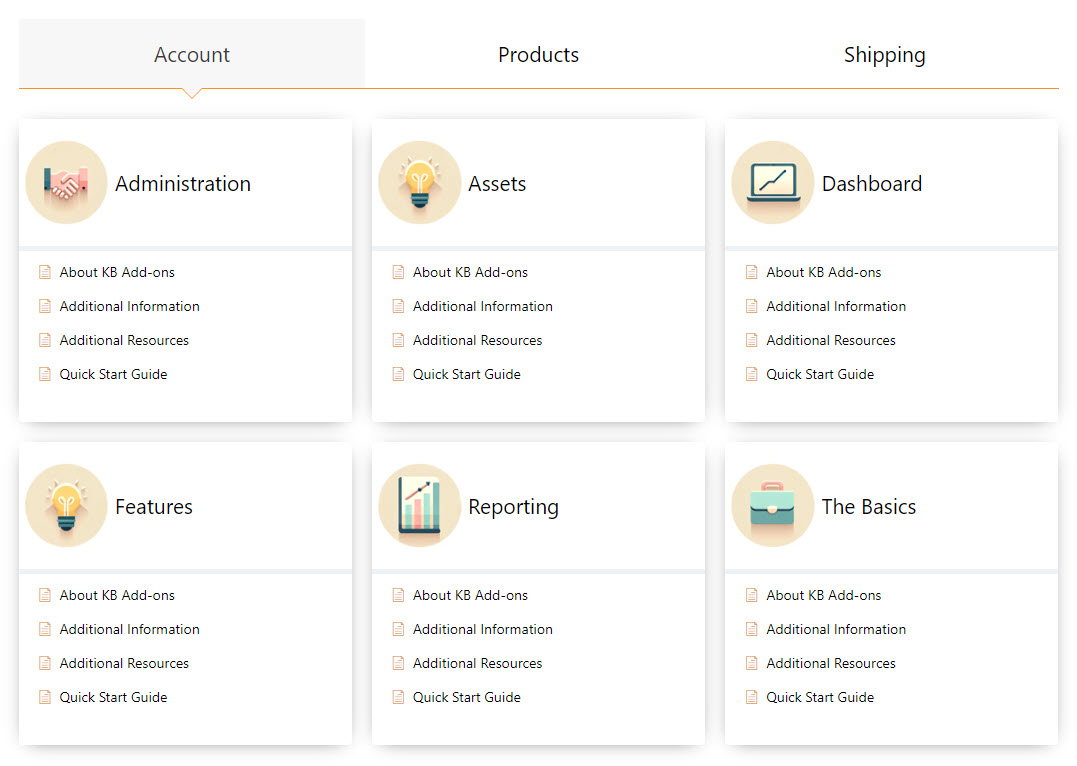 Account
Products
Shipping
Administration
About KB Add-ons
Additional Information
Additional Resources
Quick Start Guide
Assets
About KB Add-ons
Additional Information
Additional Resources
Quick Start Guide
Dashboard
About KB Add-ons
Additional Information
Additional Resources
Quick Start Guide
Features
About KB Add-ons
Additional Information
Additional Resources
Quick Start Guide
Reporting
About KB Add-ons
Additional Information
Additional Resources
Quick Start Guide
The Basics
About KB Add-ons
Additional Information
Additional Resources
Quick Start Guide